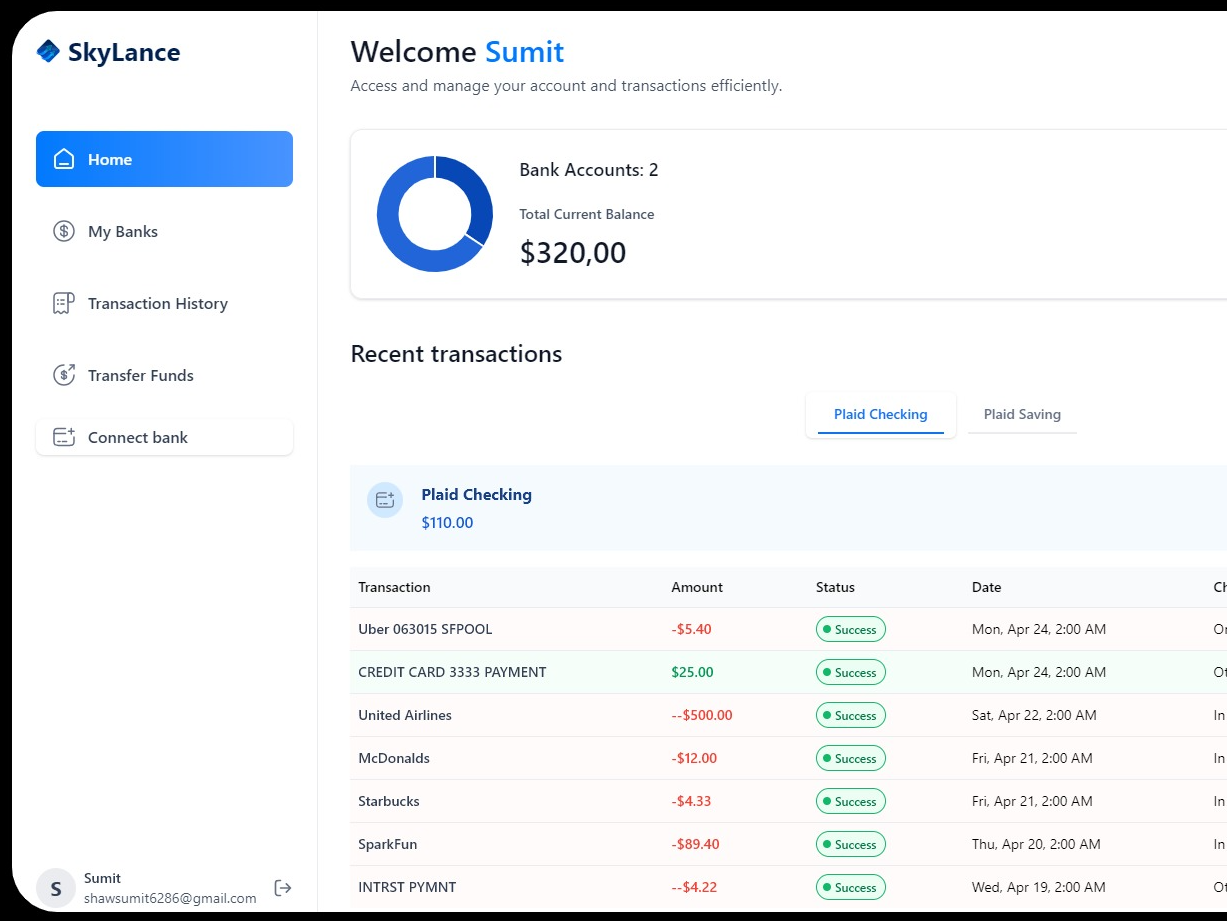 SkyLance
Home
My Banks
Transaction History
Transfer Funds
Connect bank
S
Sumit
shawsumit6286@gmail.com
Welcome Sumit
Access and manage your account and transactions efficiently.
Bank Accounts: 2
Total Current Balance
$320,00
Recent transactions
Plaid Checking Plaid Saving
Plaid Checking
$110.00
Transaction Amount Status Date Ch
Uber 063015 SFPOOL -$5.40 Success Mon, Apr 24, 2:00 AM On
CREDIT CARD 3333 PAYMENT $25.00 Success Mon, Apr 24, 2:00 AM Ot
United Airlines --$500.00 Success Sat, Apr 22, 2:00 AM In
McDonalds -$12.00 Success Fri, Apr 21, 2:00 AM In
Starbucks -$4.33 Success Fri, Apr 21, 2:00 AM In
SparkFun -$89.40 Success Thu, Apr 20, 2:00 AM In
INTRST PYMNT --$4.22 Success Wed, Apr 19, 2:00 AM Ot